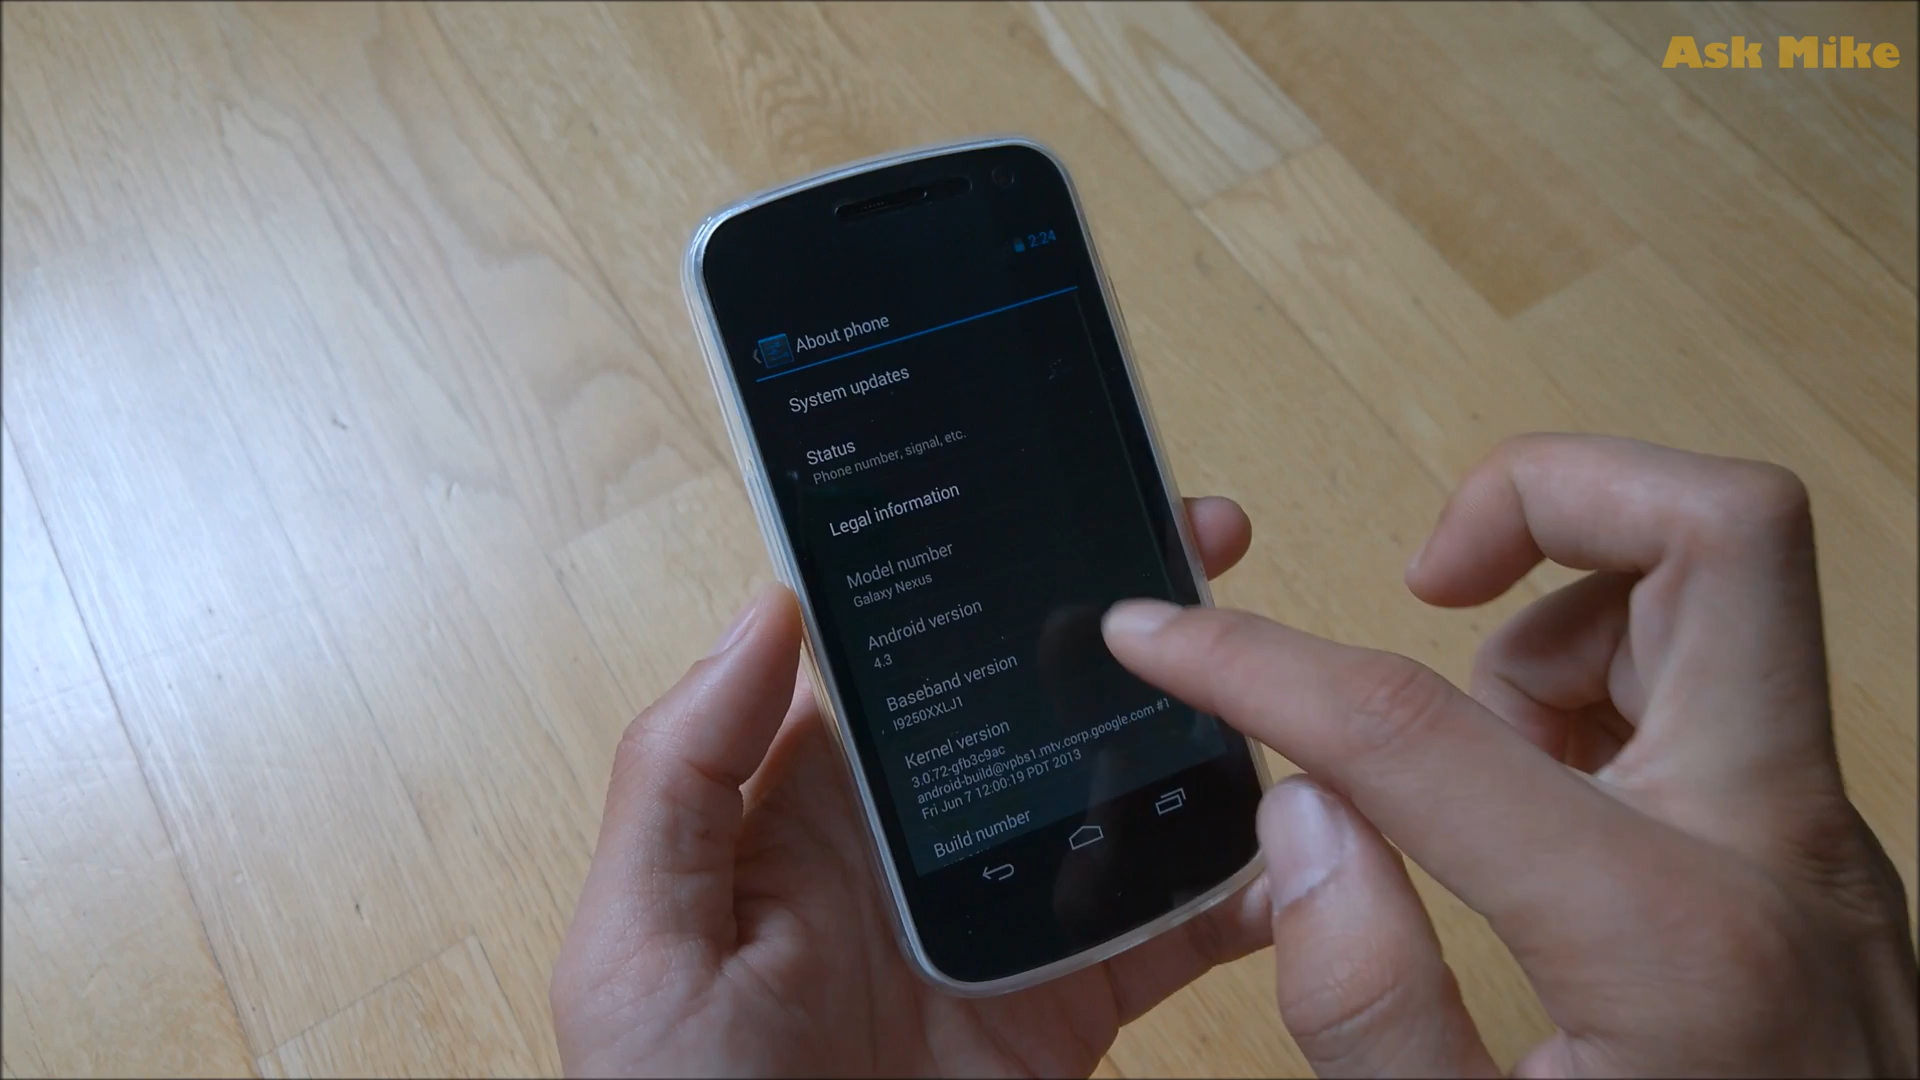 Ask Mike
2:24
About phone
System updates
Status
Phone number, signal, etc.
Legal information
Model number
Galaxy Nexus
Android version
4.3
Baseband version
I9250XXLJ1
Kernel version
3.0.72-gfb3c9ac
android-build@vpbs1.mtv.corp.google.com #1
Fri Jun 7 12:00:19 PDT 2013
Build number